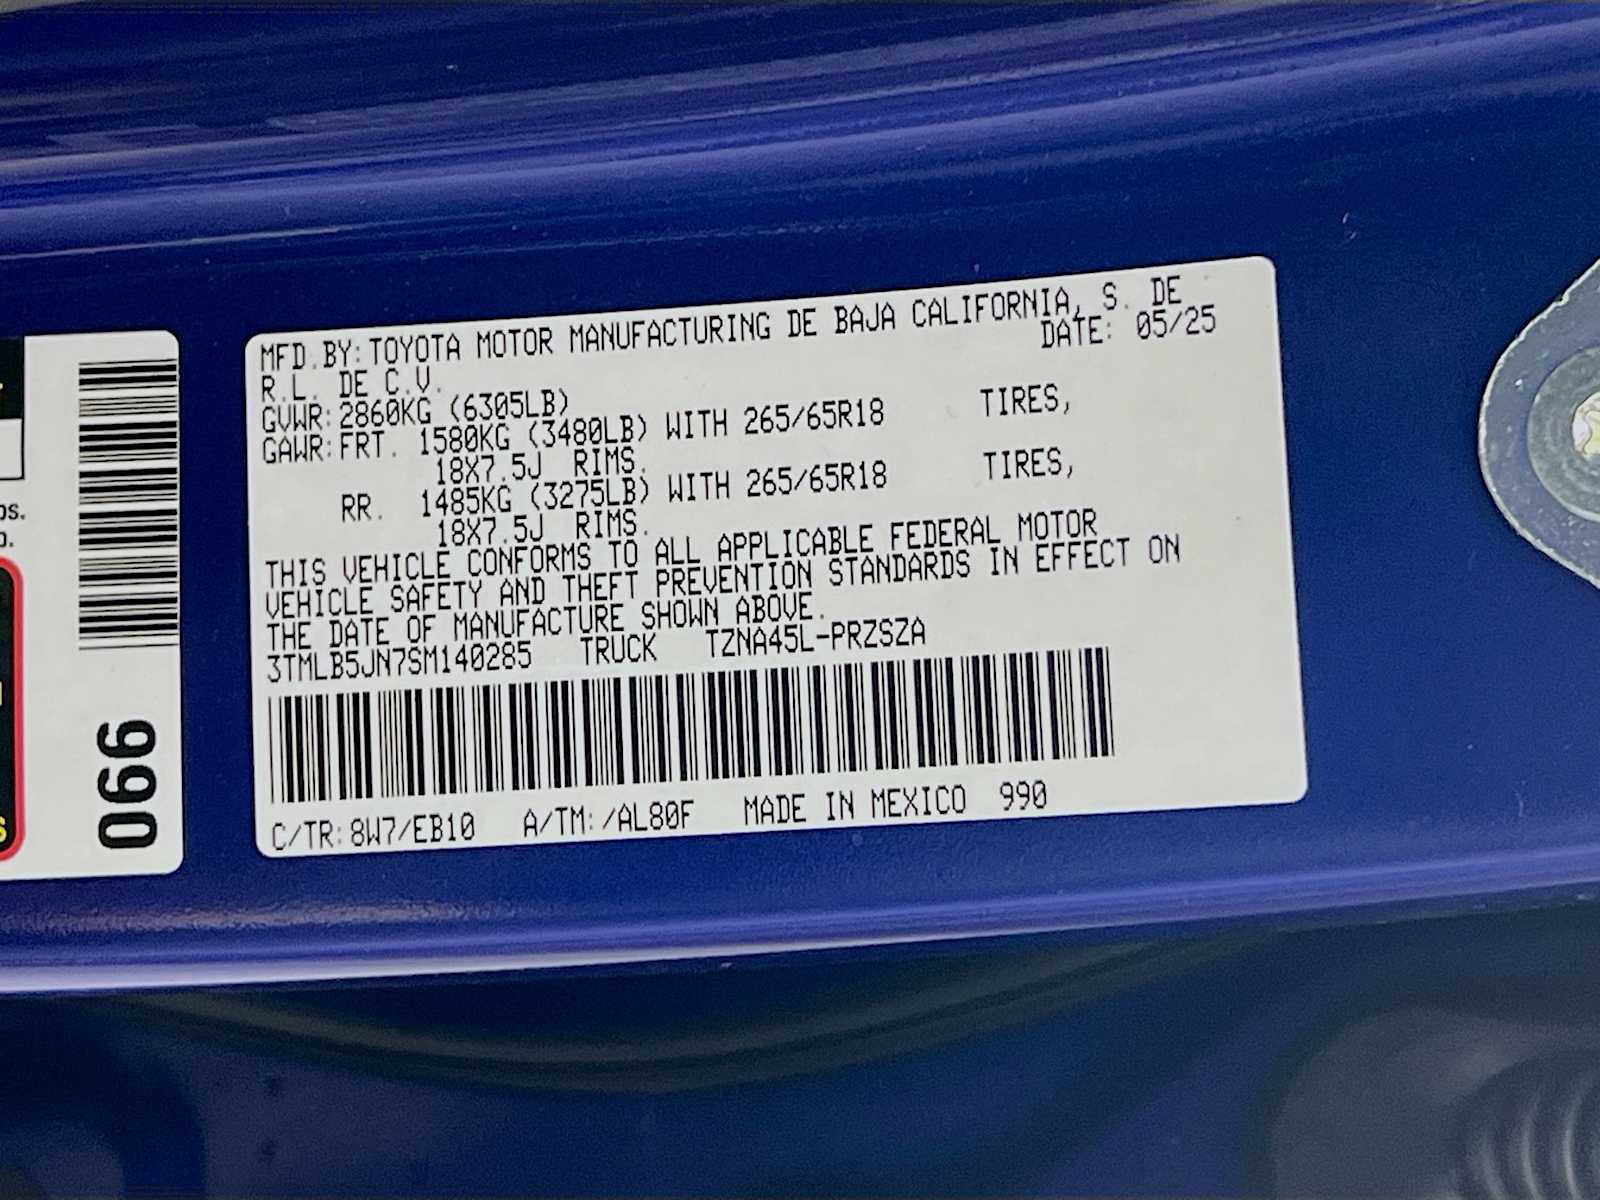 MFD.BY:TOYOTA MOTOR MANUFACTURING DE BAJA CALIFORNIA, S. DE
R.L. DE C.V. DATE: 05/25
GVWR:2860KG (6305LB)
GAWR:FRT. 1580KG (3480LB) WITH 265/65R18 TIRES,
18X7.5J RIMS.
RR. 1485KG (3275LB) WITH 265/65R18 TIRES,
18X7.5J RIMS.
THIS VEHICLE CONFORMS TO ALL APPLICABLE FEDERAL MOTOR
VEHICLE SAFETY AND THEFT PREVENTION STANDARDS IN EFFECT ON
THE DATE OF MANUFACTURE SHOWN ABOVE.
3TMLB5JN7SM140285 TRUCK TZNA45L-PRZSZA
C/TR:8W7/EB10 A/TM:/AL80F MADE IN MEXICO 990
990